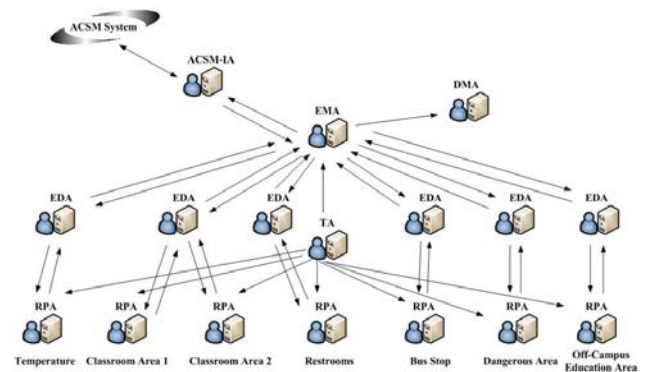 ACSM System
ACSM-IA
DMA
EMA
EDA
EDA
EDA
EDA
EDA
EDA
TA
RPA
RPA
RPA
RPA
RPA
RPA
RPA
Temperature
Classroom Area 1
Classroom Area 2
Restrooms
Bus Stop
Dangerous Area
Off-Campus
Education Area